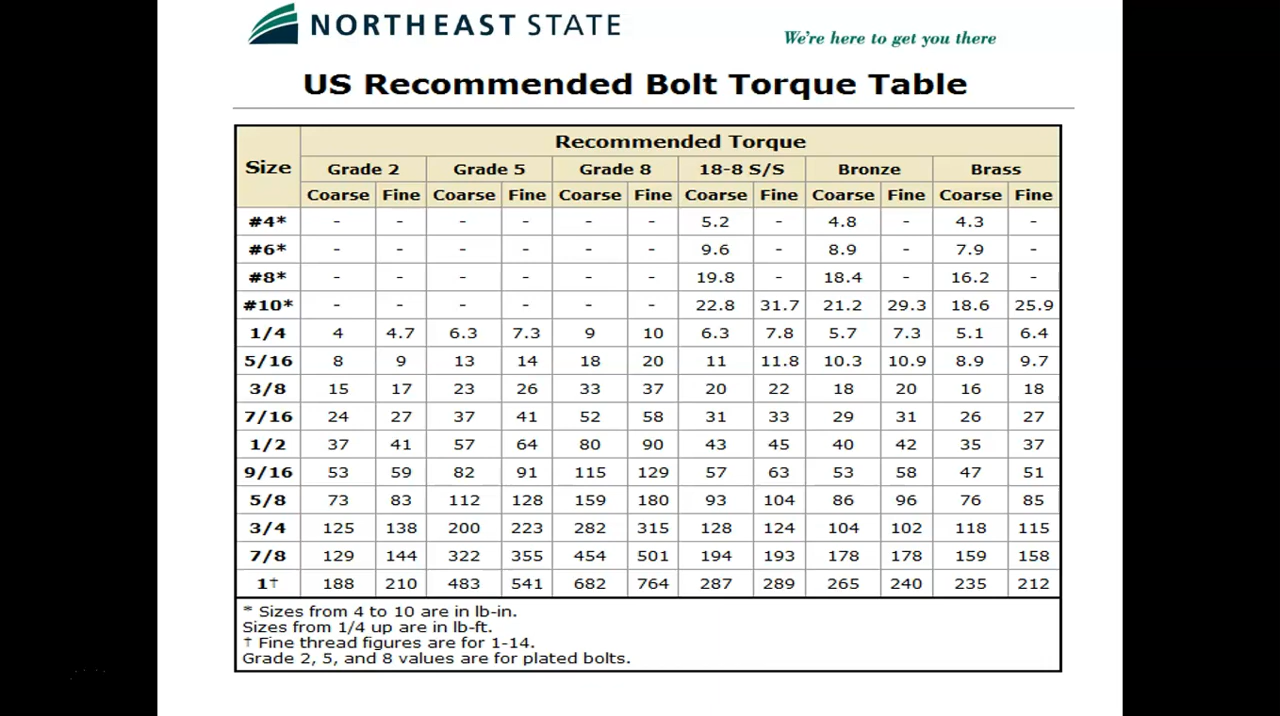 NORTHEAST STATE
We're here to get you there
US Recommended Bolt Torque Table
Size Recommended Torque
Grade 2 Grade 5 Grade 8 18-8 S/S Bronze Brass
Coarse Fine Coarse Fine Coarse Fine Coarse Fine Coarse Fine Coarse Fine
#4* - - - - - - 5.2 - 4.8 - 4.3 -
#6* - - - - - - 9.6 - 8.9 - 7.9 -
#8* - - - - - - 19.8 - 18.4 - 16.2 -
#10* - - - - - - 22.8 31.7 21.2 29.3 18.6 25.9
1/4 4 4.7 6.3 7.3 9 10 6.3 7.8 5.7 7.3 5.1 6.4
5/16 8 9 13 14 18 20 11 11.8 10.3 10.9 8.9 9.7
3/8 15 17 23 26 33 37 20 22 18 20 16 18
7/16 24 27 37 41 52 58 31 33 29 31 26 27
1/2 37 41 57 64 80 90 43 45 40 42 35 37
9/16 53 59 82 91 115 129 57 63 53 58 47 51
5/8 73 83 112 128 159 180 93 104 86 96 76 85
3/4 125 138 200 223 282 315 128 124 104 102 118 115
7/8 129 144 322 355 454 501 194 193 178 178 159 158
1† 188 210 483 541 682 764 287 289 265 240 235 212
* Sizes from 4 to 10 are in lb-in.
Sizes from 1/4 up are in lb-ft.
† Fine thread figures are for 1-14.
Grade 2, 5, and 8 values are for plated bolts.